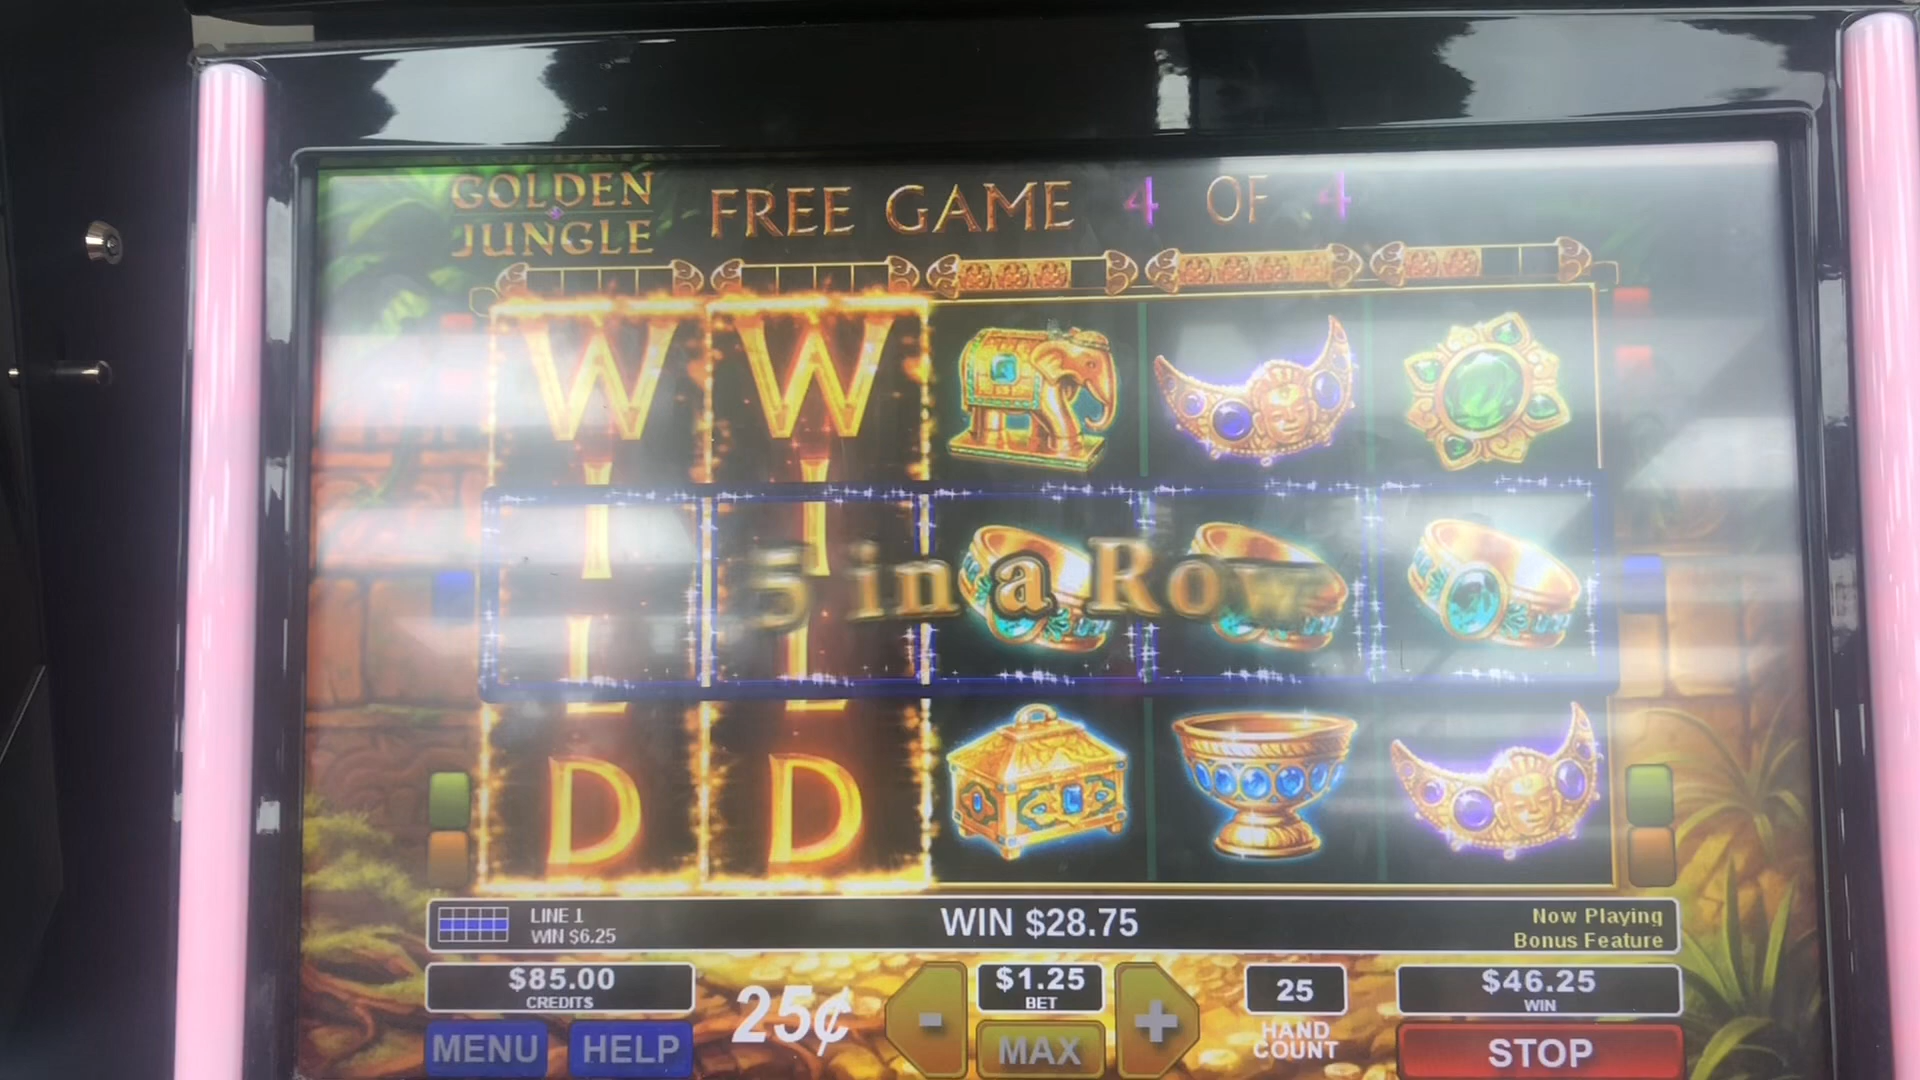 GOLDEN
JUNGLE
FREE GAME 4 OF 4
WILD
WILD
5 in a Row
LINE 1
WIN $6.25
WIN $28.75
Now Playing
Bonus Feature
$85.00
CREDITS
25¢
-
$1.25
BET
+
25
HAND
COUNT
$46.25
WIN
MENU
HELP
MAX
STOP